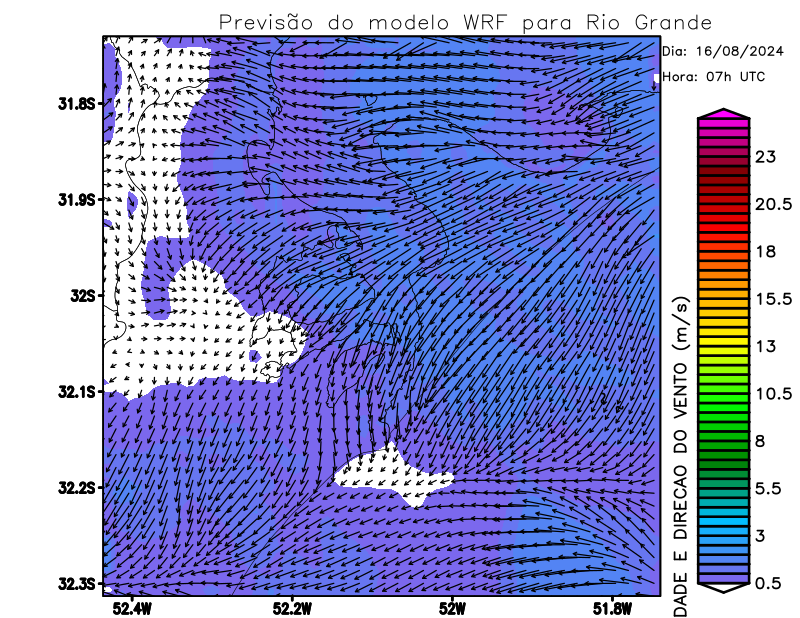 Previsão do modelo WRF para Rio Grande
Dia: 16/08/2024
Hora: 07h UTC
31.8S
31.9S
32S
32.1S
32.2S
32.3S
52.4W
52.2W
52W
51.8W
DADE E DIRECAO DO VENTO (m/s)
23
20.5
18
15.5
13
10.5
8
5.5
3
0.5